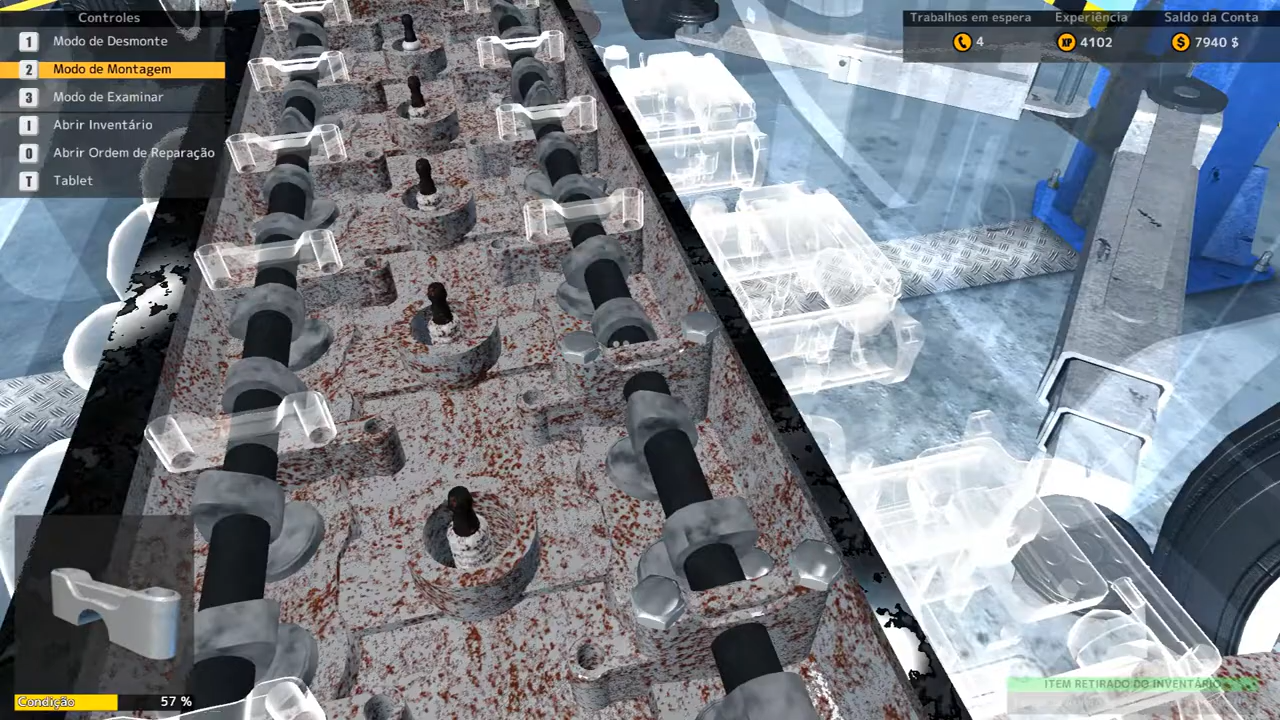 Controles
1 Modo de Desmonte
2 Modo de Montagem
3 Modo de Examinar
I Abrir Inventário
O Abrir Ordem de Reparação
T Tablet
Trabalhos em espera Experiência Saldo da Conta
4 XP 4102 $ 7940 $
Condição 57 %
ITEM RETIRADO DO INVENTÁRIO